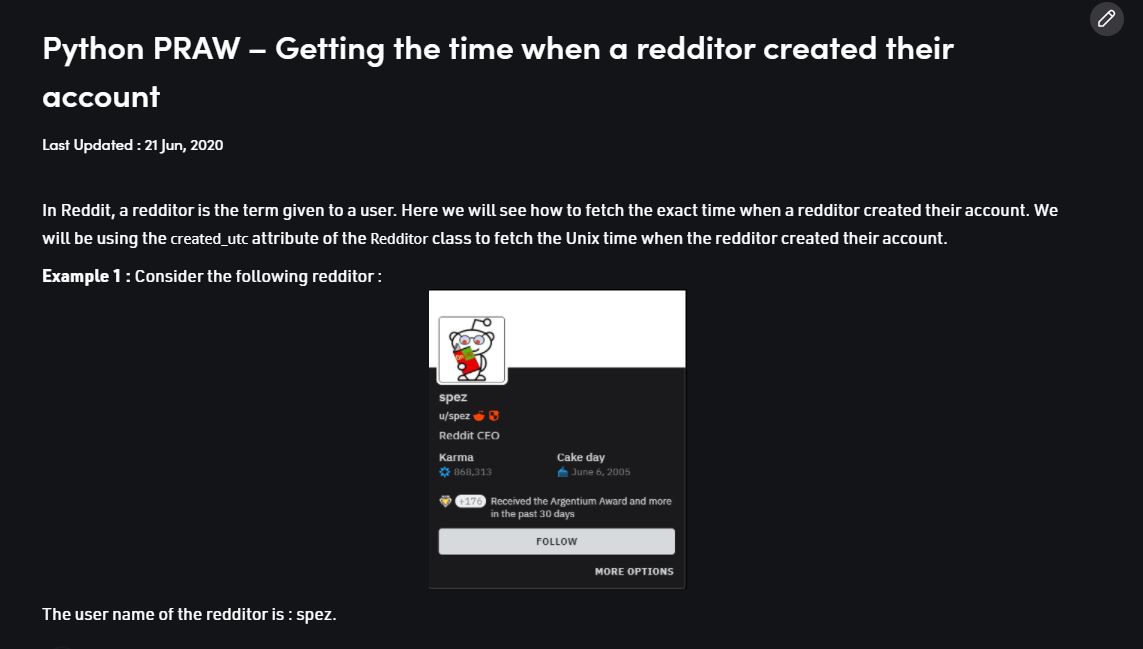 Python PRAW – Getting the time when a redditor created their
account
Last Updated : 21 Jun, 2020
In Reddit, a redditor is the term given to a user. Here we will see how to fetch the exact time when a redditor created their account. We
will be using the created_utc attribute of the Redditor class to fetch the Unix time when the redditor created their account.
Example 1 : Consider the following redditor :
spez
u/spez
Reddit CEO
Karma Cake day
868,313 June 6, 2005
+176 Received the Argentium Award and more
in the past 30 days
FOLLOW
MORE OPTIONS
The user name of the redditor is : spez.